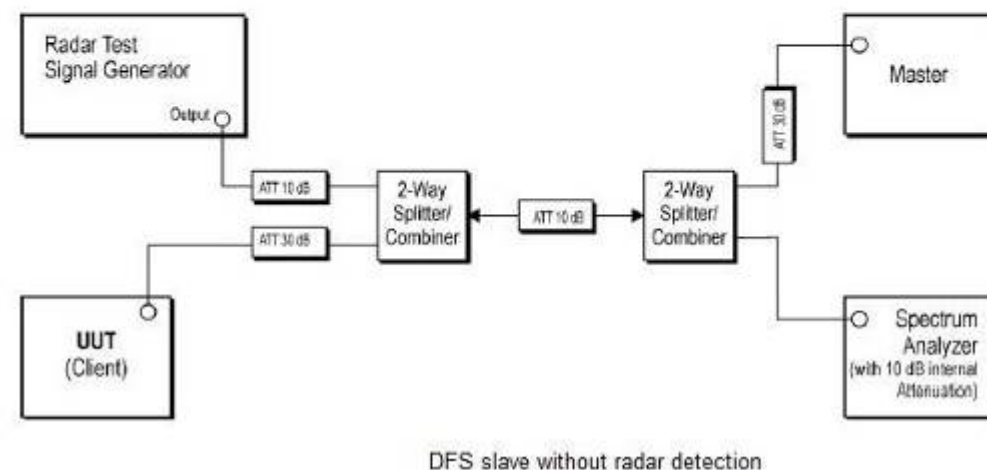 Radar Test
Signal Generator
Output
ATT 10 dB
ATT 30 dB
2-Way
Splitter/
Combiner
ATT 10 dB
2-Way
Splitter/
Combiner
ATT 30 dB
Master
UUT
(Client)
Spectrum
Analyzer
(with 10 dB internal
Attenuation)
DFS slave without radar detection